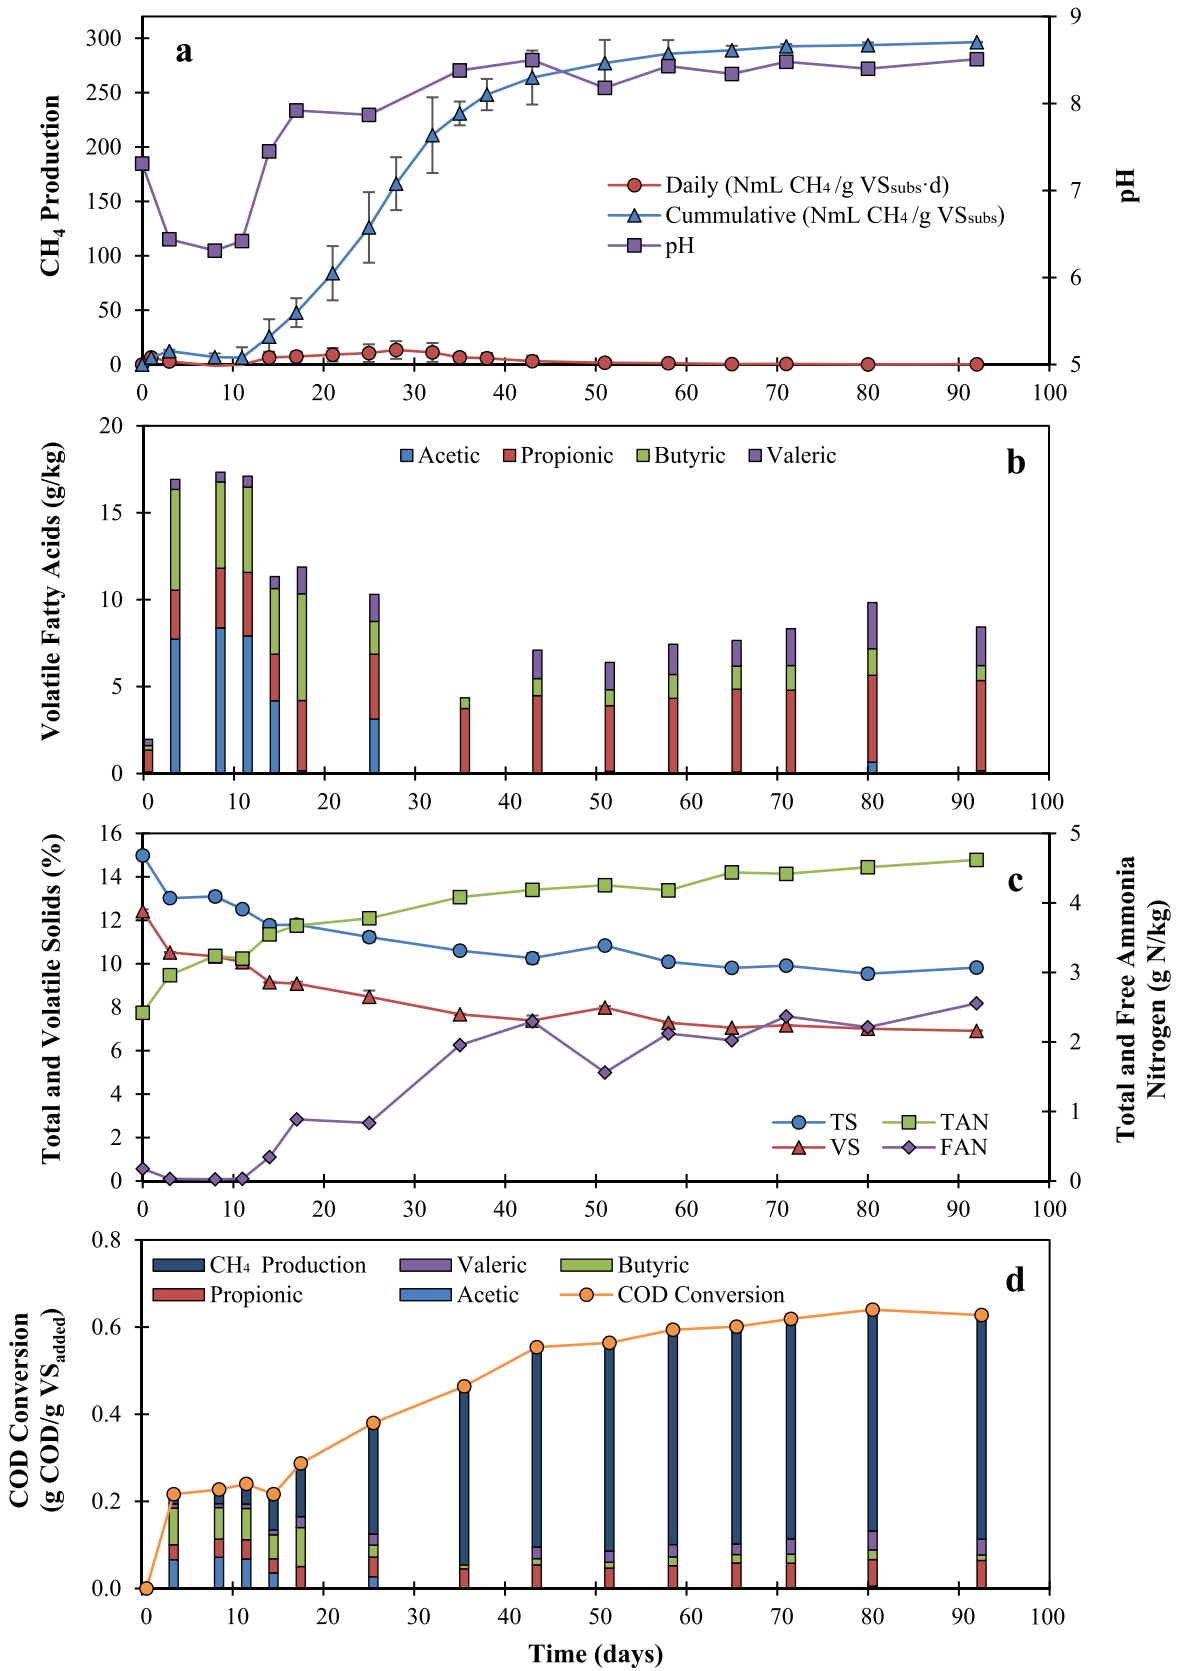 a
CH4 Production
pH
300
250
200
150
100
50
0
9
8
7
6
5
Daily (NmL CH4 /g VSsubs·d)
Cummulative (NmL CH4 /g VSsubs)
pH
0 10 20 30 40 50 60 70 80 90 100
b
Volatile Fatty Acids (g/kg)
20
15
10
5
0
Acetic Propionic Butyric Valeric
0 10 20 30 40 50 60 70 80 90 100
c
Total and Volatile Solids (%)
Total and Free Ammonia
Nitrogen (g N/kg)
16
14
12
10
8
6
4
2
0
5
4
3
2
1
0
TS TAN
VS FAN
0 10 20 30 40 50 60 70 80 90 100
d
COD Conversion
(g COD/g VSadded)
0.8
0.6
0.4
0.2
0.0
CH4 Production Valeric Butyric
Propionic Acetic COD Conversion
0 10 20 30 40 50 60 70 80 90 100
Time (days)